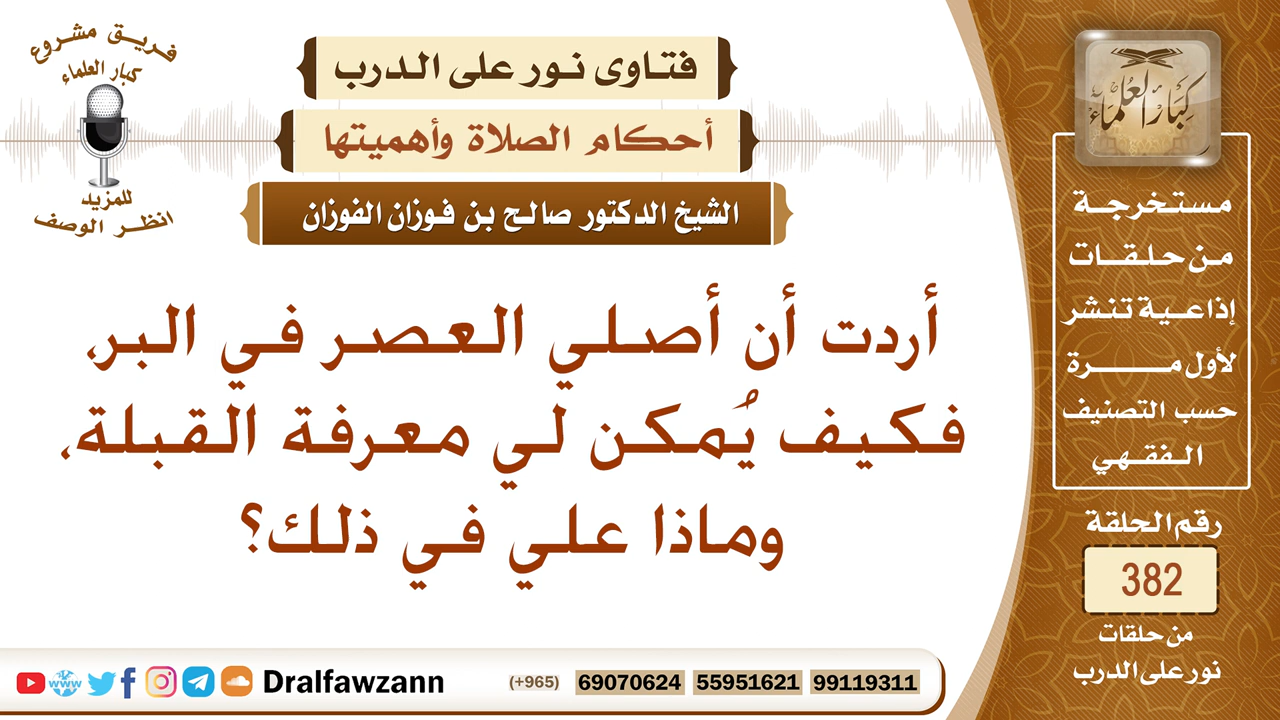 فريق مشروع
كبار العلماء
للمزيد
انظر الوصف
فتاوى نور على الدرب
أحكام الصلاة وأهميتها
الشيخ الدكتور صالح بن فوزان الفوزان
أردت أن أصلي العصر في البر،
فكيف يُمكن لي معرفة القبلة،
وماذا علي في ذلك؟
كبار العُلماء
مستخرجة
من حلقات
إذاعية تنشر
لأول مرة
حسب التصنيف
الفقهي
رقم الحلقة
382
من حلقات
نور على الدرب
www
Dralfawzann
(+965) 69070624 55951621 99119311